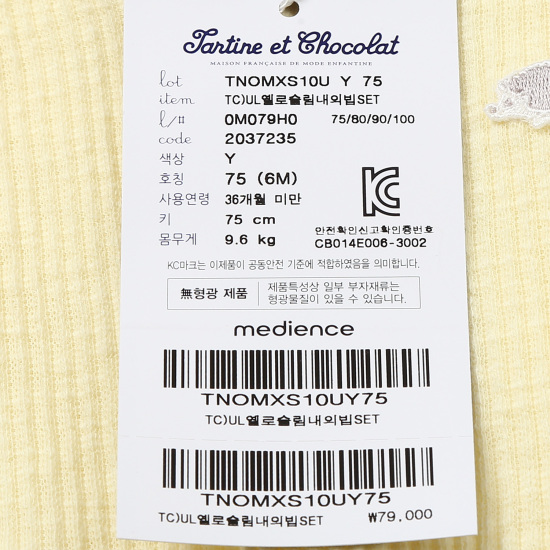 Tartine et Chocolat
MAISON FRANÇAISE DE MODE ENFANTINE
lot TNOMXS10U Y 75
item TC)UL옐로슬림내의빕SET
l/# 0M079H0 75/80/90/100
code 2037235
색상 Y
호칭 75 (6M)
사용연령 36개월 미만
키 75 cm
몸무게 9.6 kg
KC
안전확인신고확인증번호
CB014E006-3002
KC마크는 이제품이 공통안전 기준에 적합하였음을 의미합니다.
無형광 제품
제품특성상 일부 부자재류는
형광물질이 있을 수 있습니다.
medience
TNOMXS10UY75
TC)UL옐로슬림내의빕SET
TNOMXS10UY75
TC)UL옐로슬림내의빕SET ₩79.000